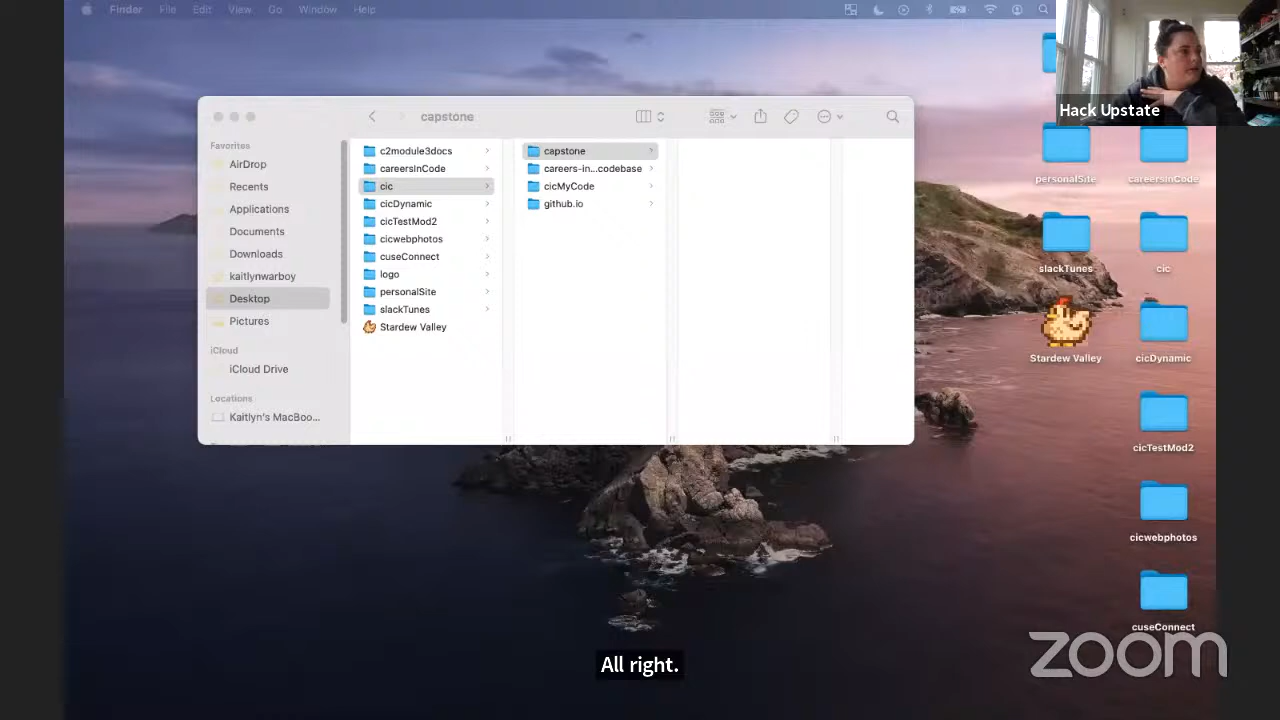 Finder File Edit View Go Window Help
Hack Upstate
capstone
Favorites
AirDrop
Recents
Applications
Documents
Downloads
kaitlynwarboy
Desktop
Pictures
iCloud
iCloud Drive
Locations
Kaitlyn's MacBoo...
c2module3docs
careersInCode
cic
cicDynamic
cicTestMod2
cicwebphotos
cuseConnect
logo
personalSite
slackTunes
Stardew Valley
capstone
careers-in...codebase
cicMyCode
github.io
personalSite
careersInCode
slackTunes
cic
Stardew Valley
cicDynamic
cicTestMod2
cicwebphotos
cuseConnect
All right.
zoom